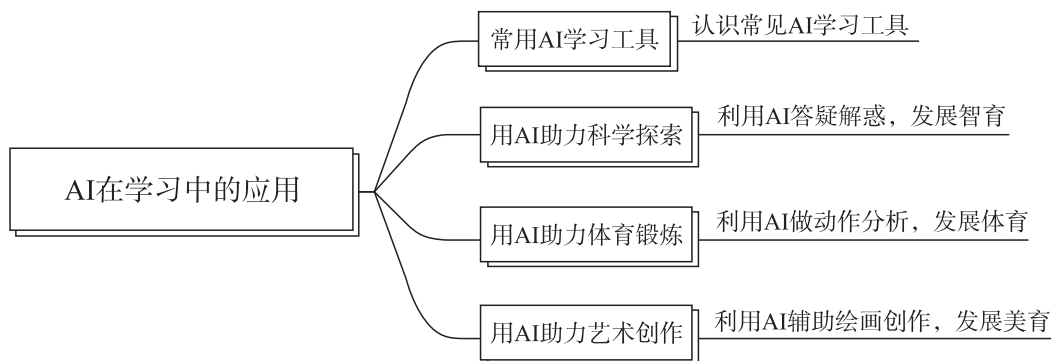 AI在学习中的应用
常用AI学习工具
认识常见AI学习工具
用AI助力科学探索
利用AI答疑解惑，发展智育
用AI助力体育锻炼
利用AI做动作分析，发展体育
用AI助力艺术创作
利用AI辅助绘画创作，发展美育